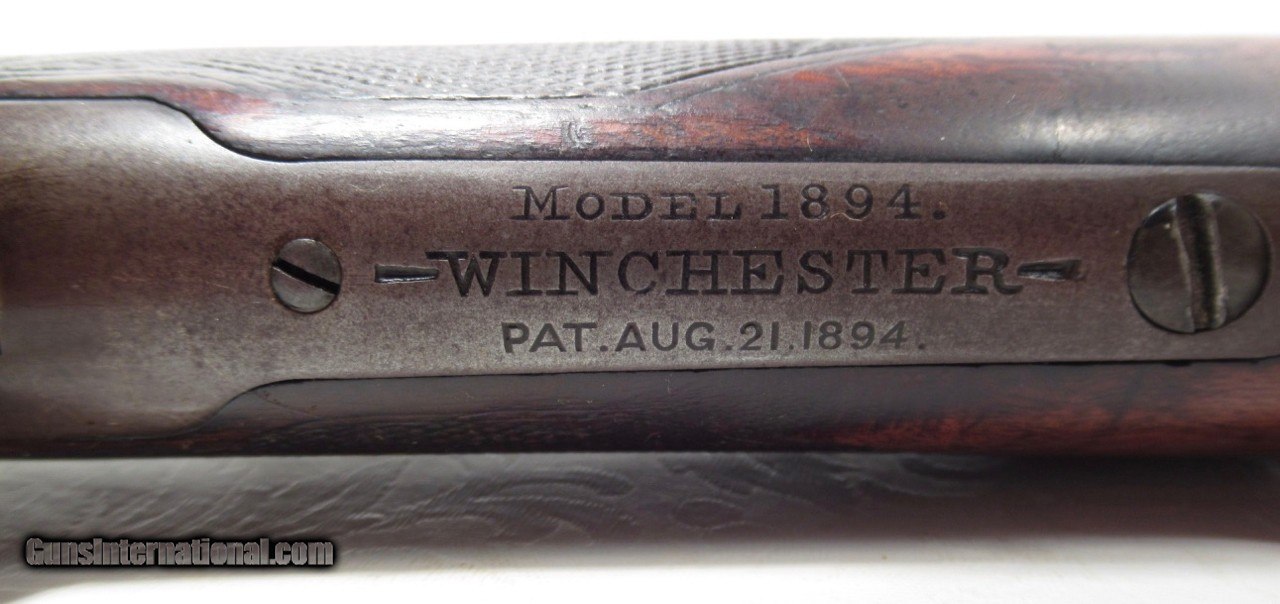 MODEL 1894.
WINCHESTER
PAT. AUG. 21. 1894.
GunsInternational.com